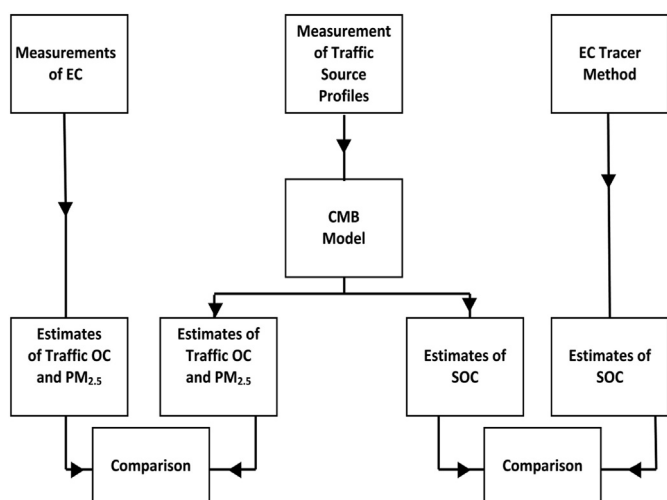 Measurements
of EC
Measurement
of Traffic
Source
Profiles
EC Tracer
Method
CMB
Model
Estimates
of Traffic OC
and PM₂.₅
Estimates of
Traffic OC
and PM₂.₅
Estimates of
SOC
Estimates of
SOC
Comparison
Comparison